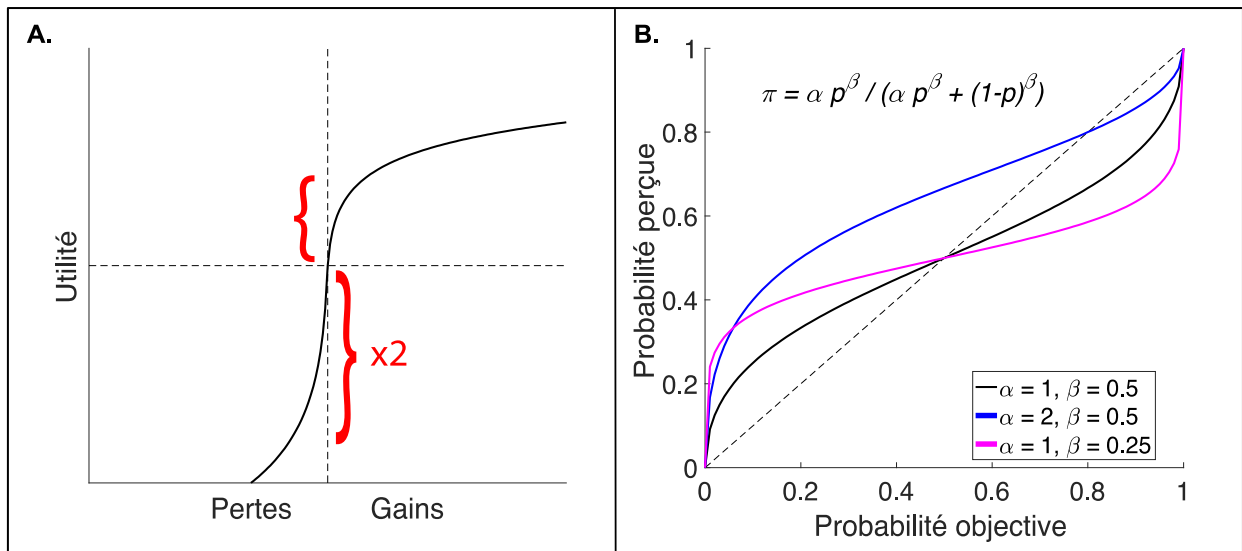 A.
Utilité
{
} x2
Pertes
Gains
B.
π = α p^β / (α p^β + (1-p)^β)
Probabilité perçue
1
0.8
0.6
0.4
0.2
0
0
0.2
0.4
0.6
0.8
1
Probabilité objective
α = 1, β = 0.5
α = 2, β = 0.5
α = 1, β = 0.25